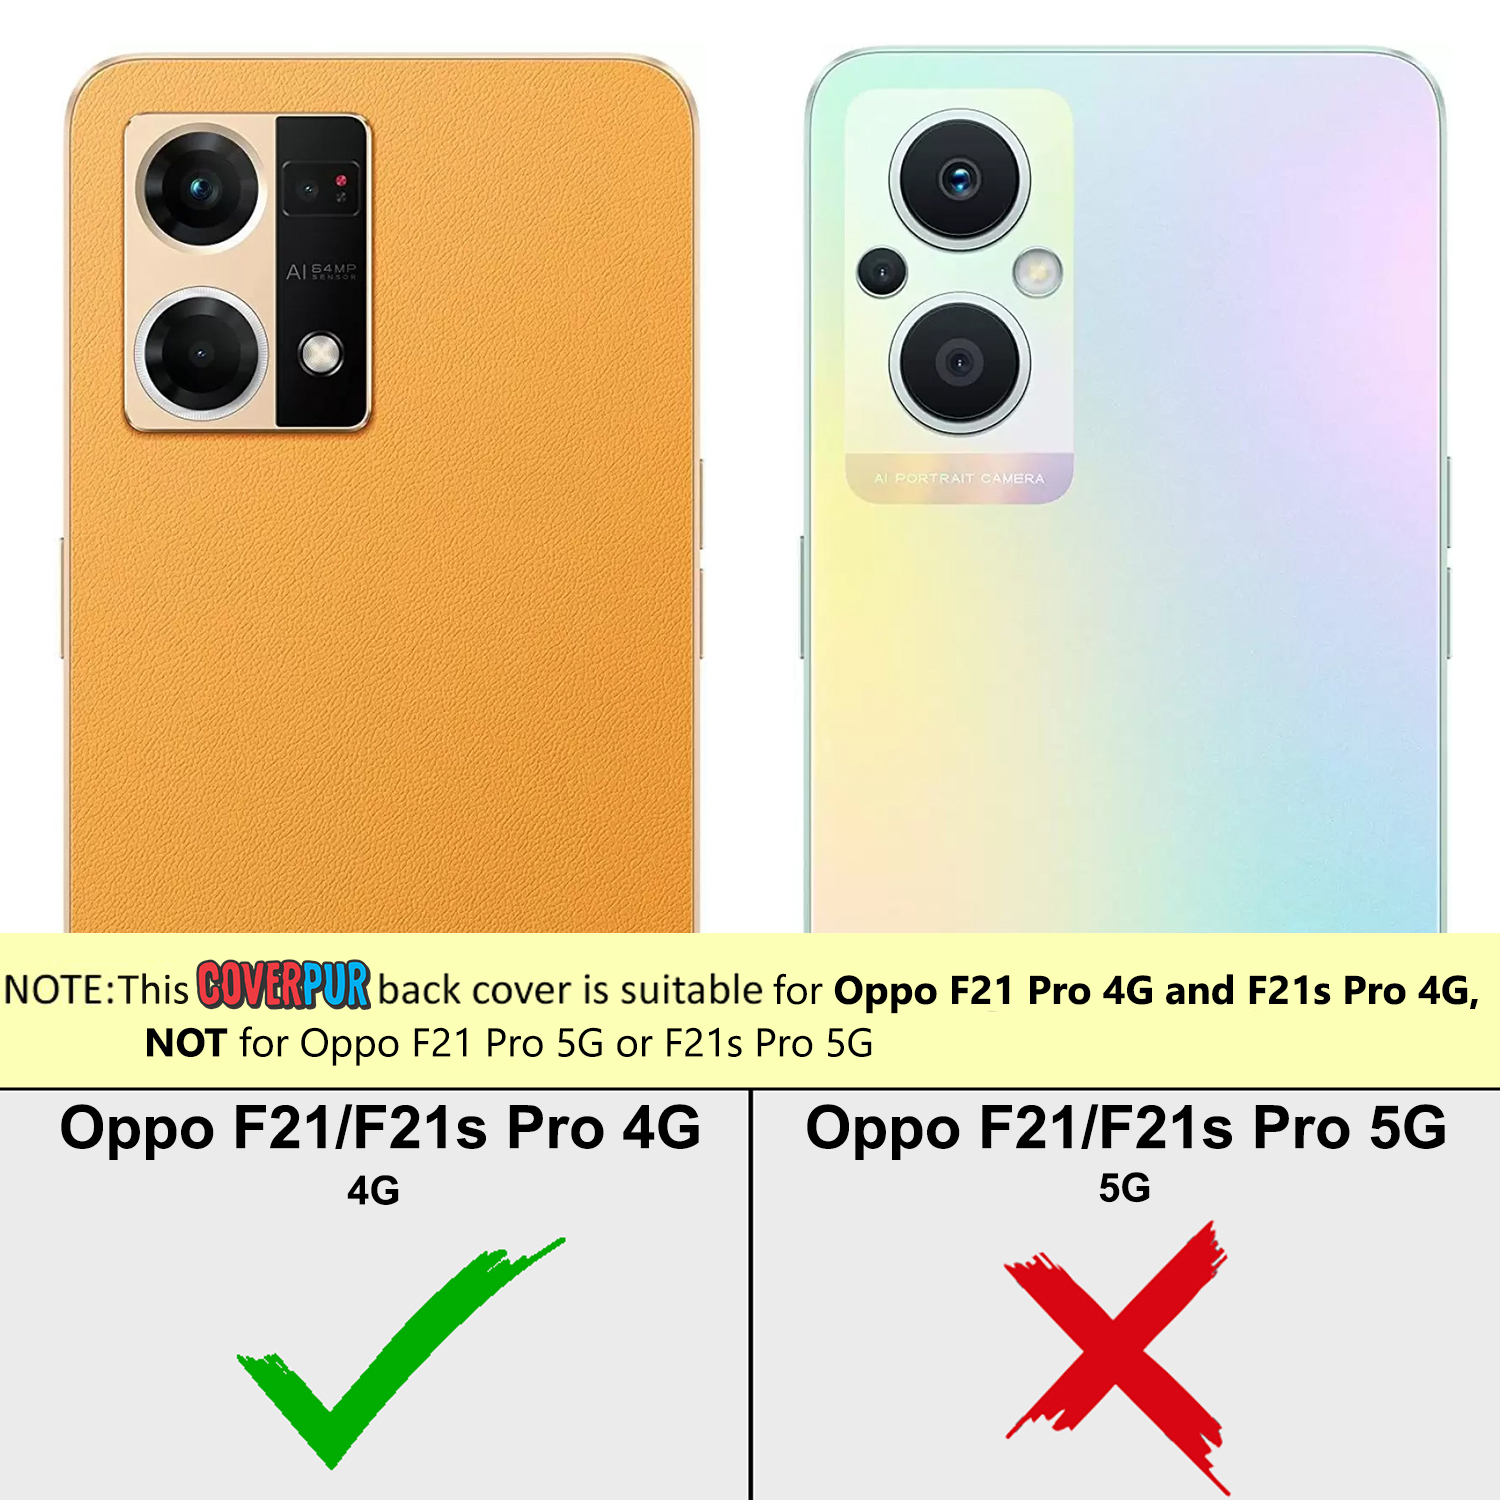 AI 64MP
SENSOR
AI PORTRAIT CAMERA
NOTE: This COVERPUR back cover is suitable for Oppo F21 Pro 4G and F21s Pro 4G,
NOT for Oppo F21 Pro 5G or F21s Pro 5G
Oppo F21/F21s Pro 4G
4G
Oppo F21/F21s Pro 5G
5G